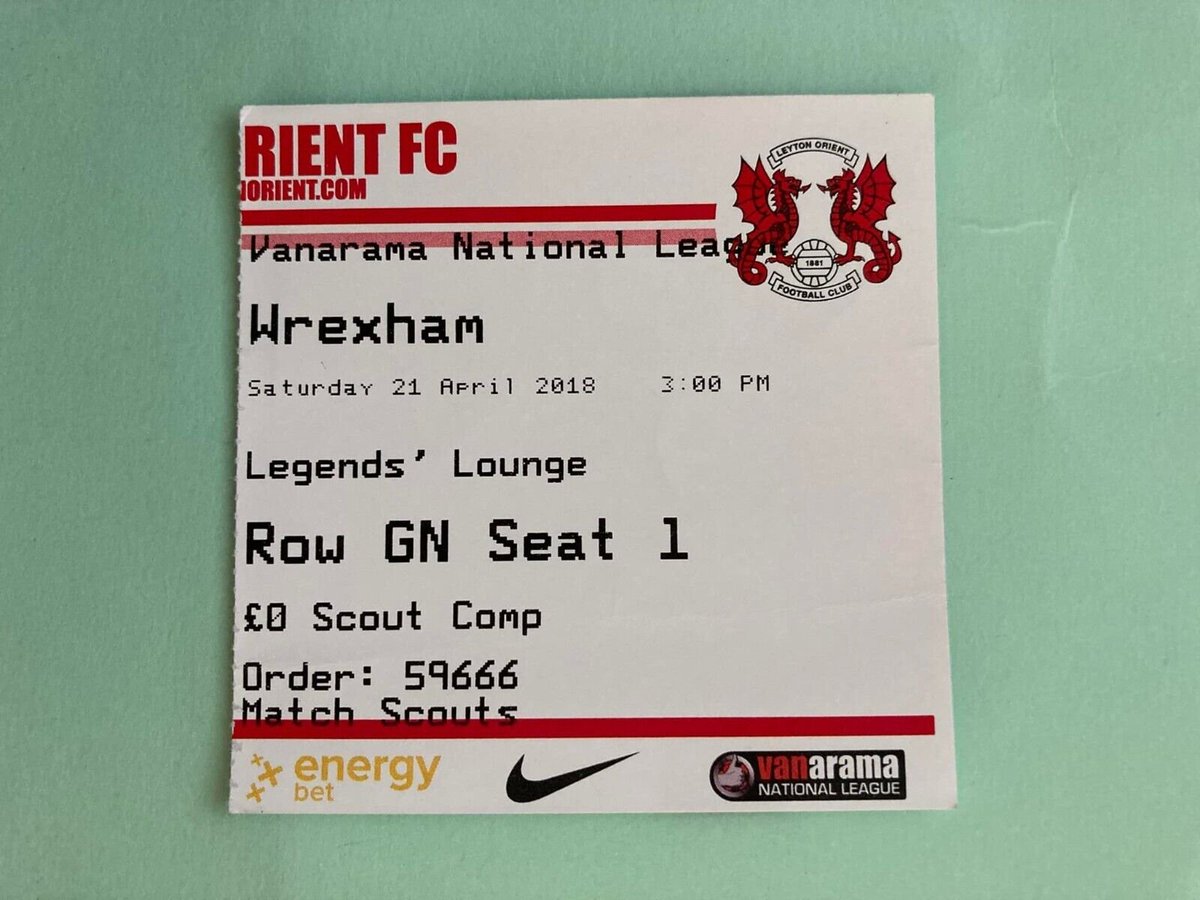 RIENT FC
NORIENT.COM
LEYTON ORIENT
1881
FOOTBALL CLUB
Vanarama National League
Wrexham
Saturday 21 April 2018 3:00 PM
Legends' Lounge
Row GN Seat 1
£0 Scout Comp
Order: 59666
Match Scouts
energy
bet
vanarama
NATIONAL LEAGUE